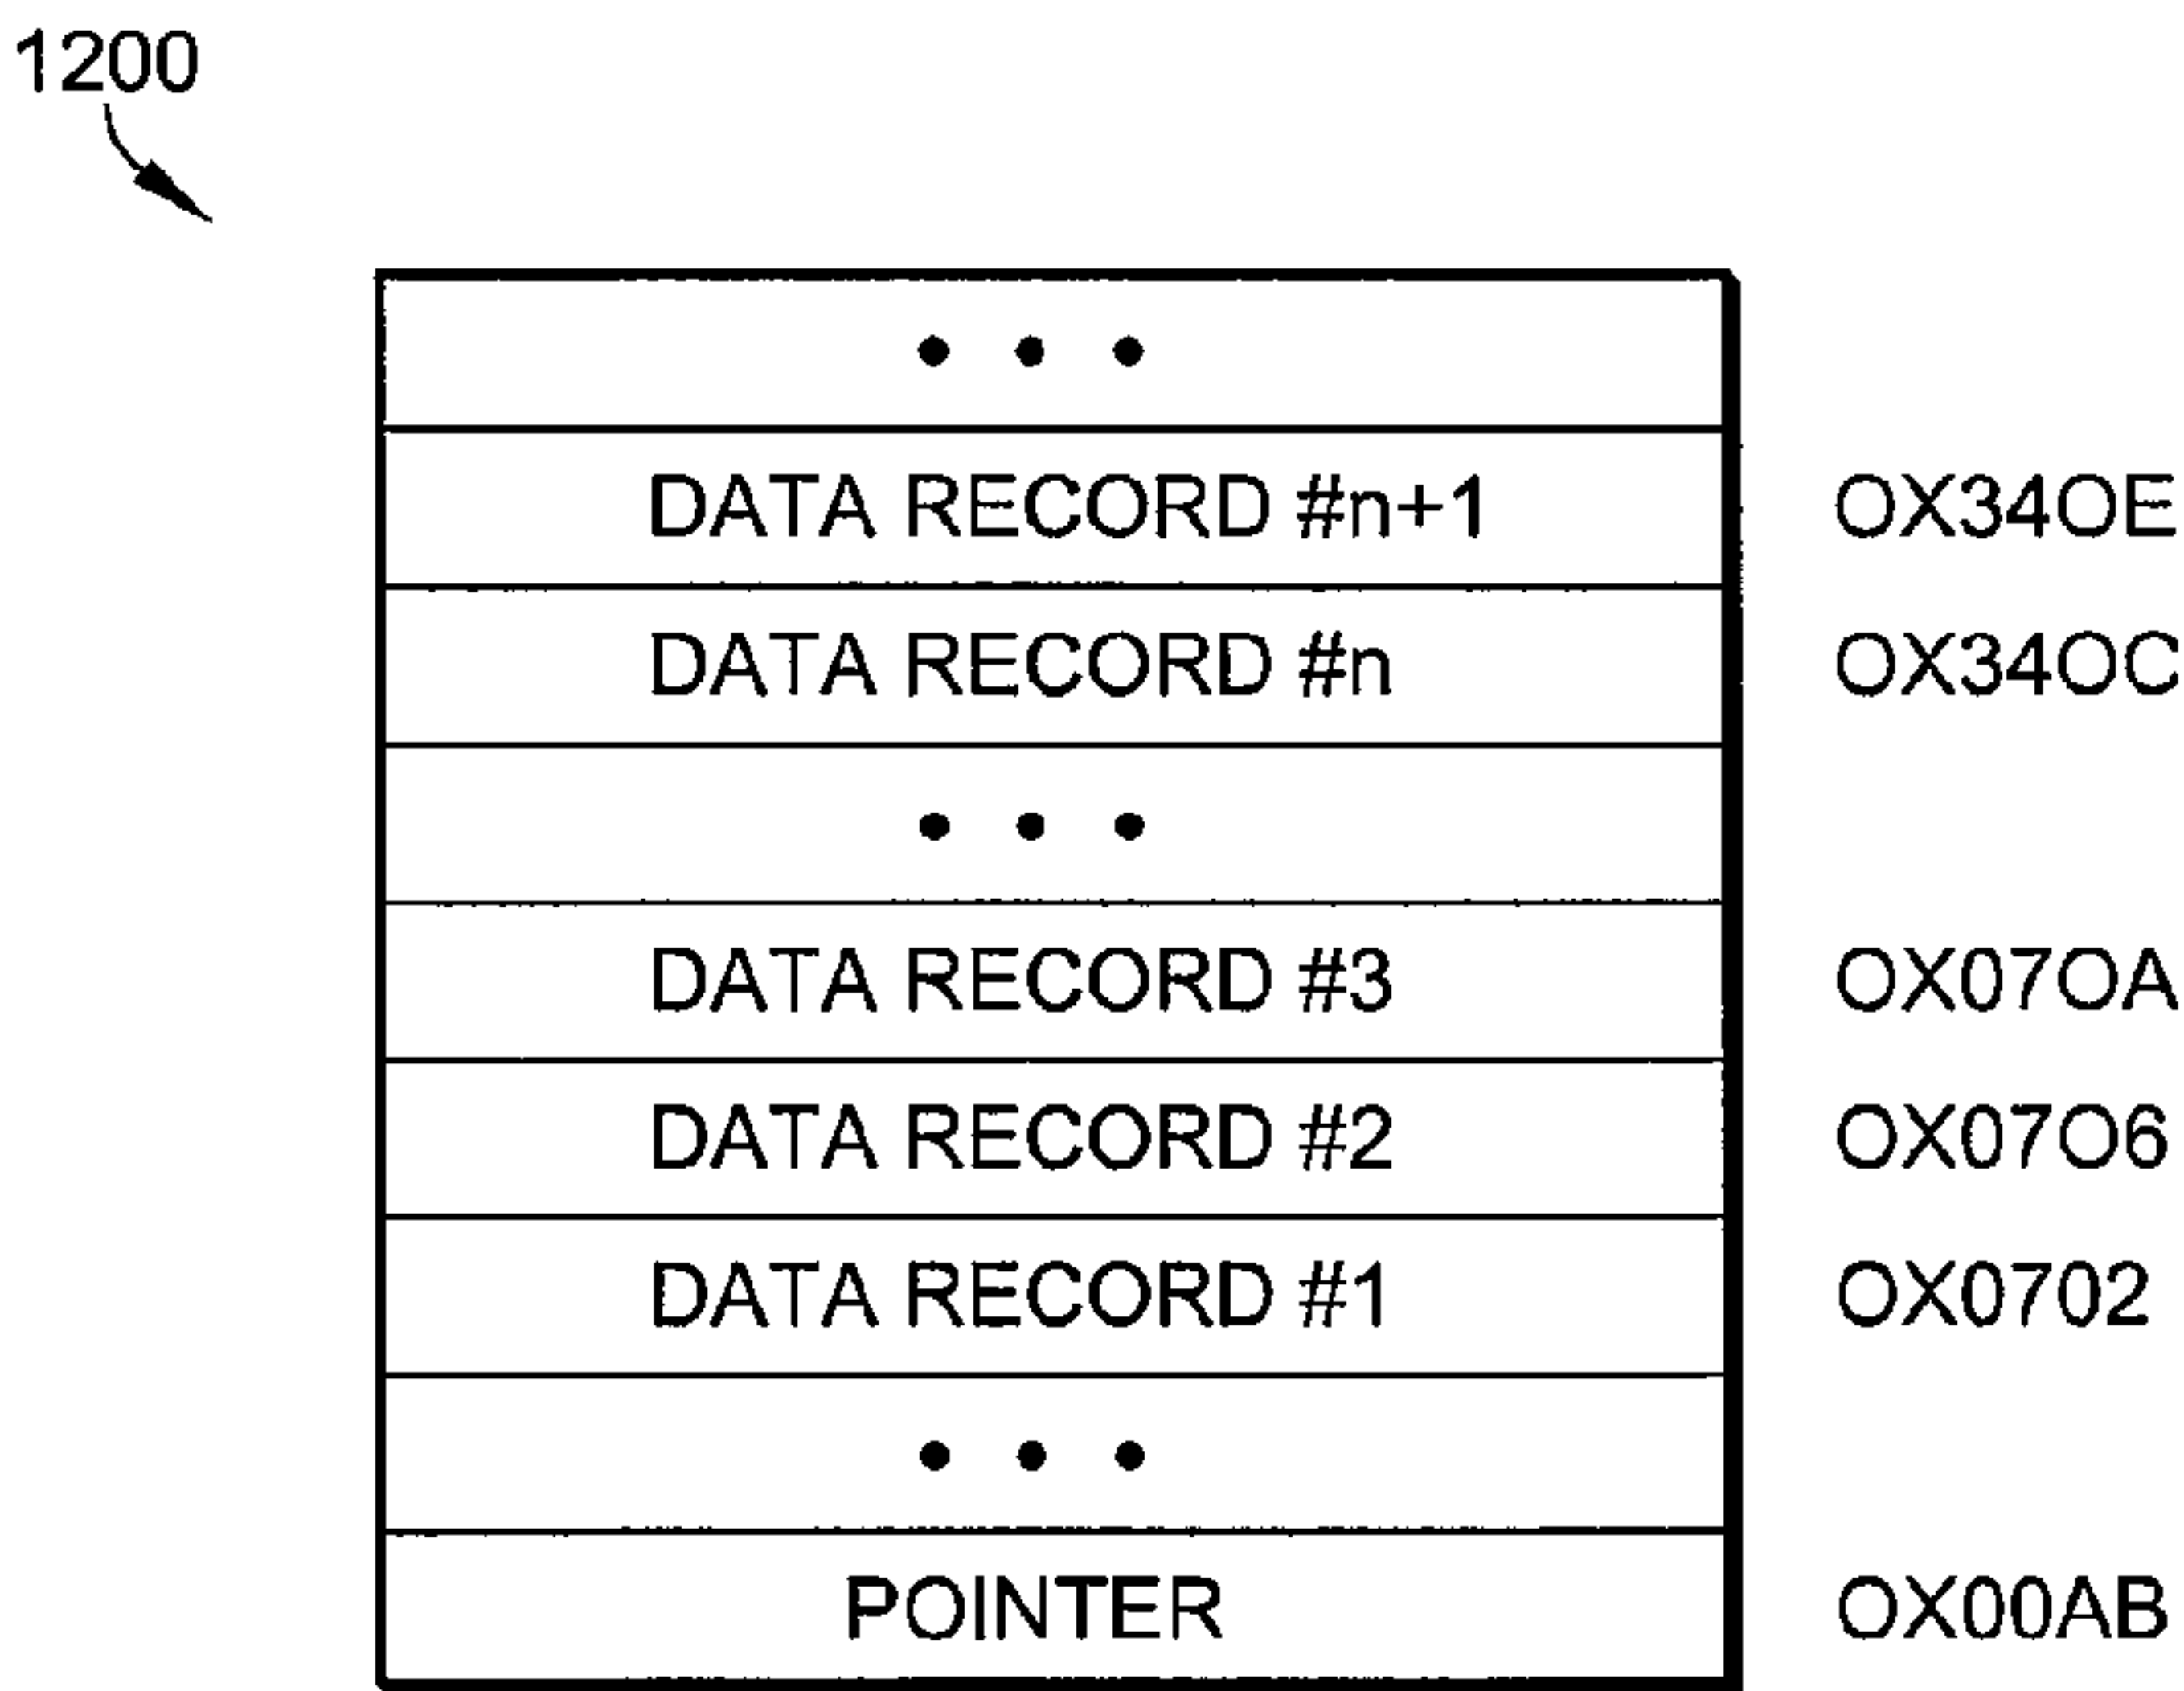 1200
• • •
DATA RECORD #n+1 OX34OE
DATA RECORD #n OX34OC
• • •
DATA RECORD #3 OX07OA
DATA RECORD #2 OX07O6
DATA RECORD #1 OX0702
• • •
POINTER OX00AB